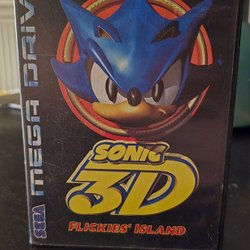 SEGA MEGA DRIVE
SONIC
3D
FLICKIES' ISLAND